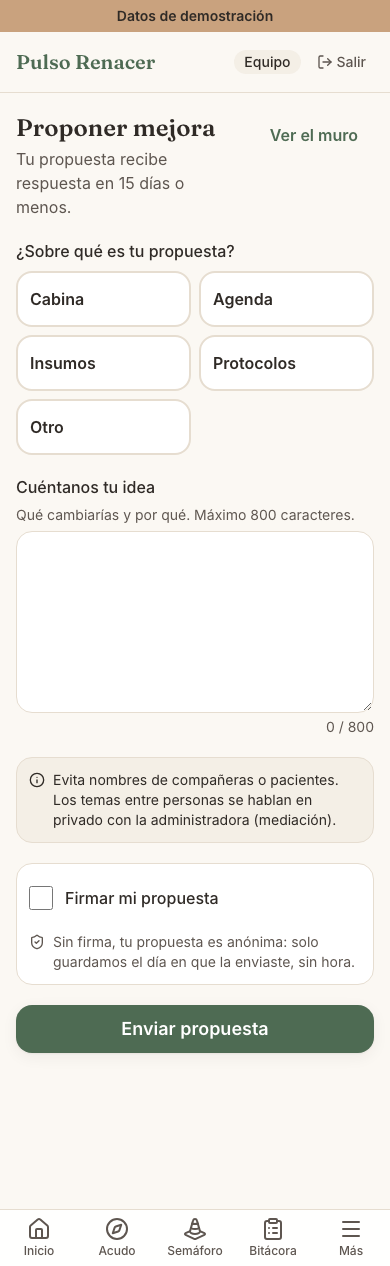 Datos de demostración
Pulso Renacer
Equipo
Salir
Proponer mejora
Ver el muro
Tu propuesta recibe
respuesta en 15 días o
menos.
¿Sobre qué es tu propuesta?
Cabina
Agenda
Insumos
Protocolos
Otro
Cuéntanos tu idea
Qué cambiarías y por qué. Máximo 800 caracteres.
0 / 800
Evita nombres de compañeras o pacientes.
Los temas entre personas se hablan en
privado con la administradora (mediación).
Firmar mi propuesta
Sin firma, tu propuesta es anónima: solo
guardamos el día en que la enviaste, sin hora.
Enviar propuesta
Inicio
Acudo
Semáforo
Bitácora
Más